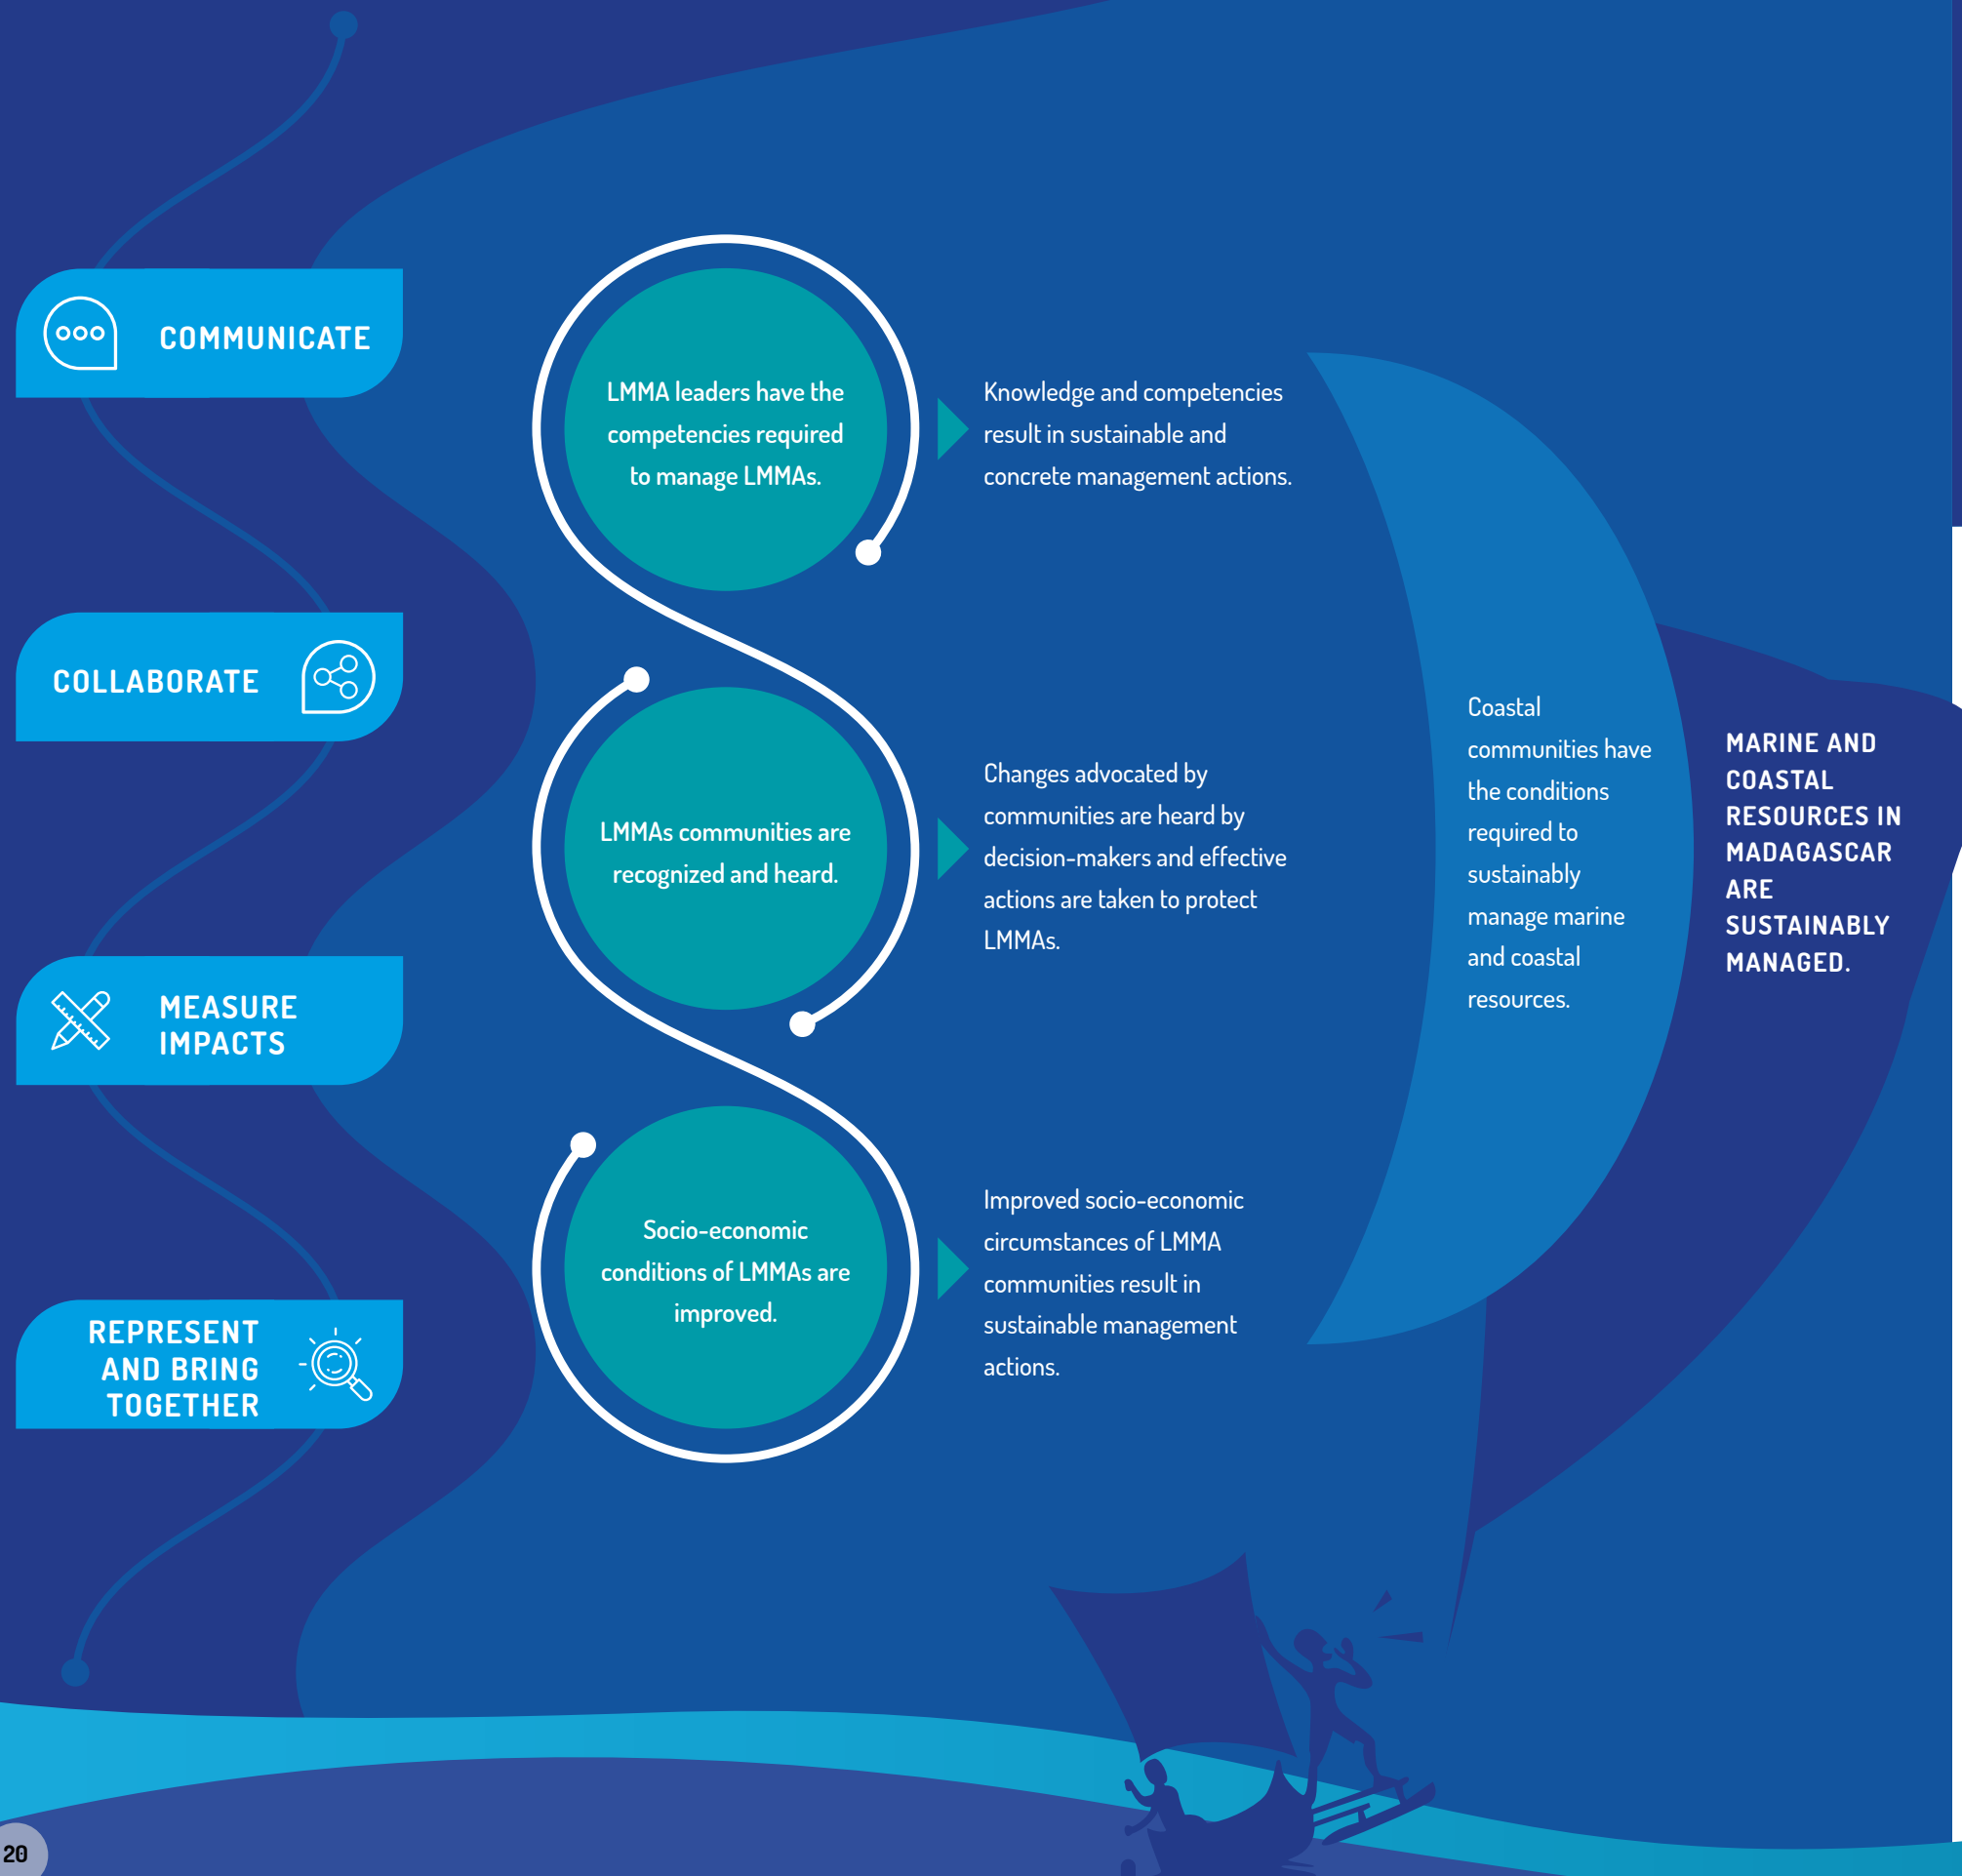 COMMUNICATE
COLLABORATE
MEASURE
IMPACTS
REPRESENT
AND BRING
TOGETHER
LMMA leaders have the
competencies required
to manage LMMAs.
Knowledge and competencies
result in sustainable and
concrete management actions.
LMMAs communities are
recognized and heard.
Changes advocated by
communities are heard by
decision-makers and effective
actions are taken to protect
LMMAs.
Socio-economic
conditions of LMMAs are
improved.
Improved socio-economic
circumstances of LMMA
communities result in
sustainable management
actions.
Coastal
communities have
the conditions
required to
sustainably
manage marine
and coastal
resources.
MARINE AND
COASTAL
RESOURCES IN
MADAGASCAR
ARE
SUSTAINABLY
MANAGED.
20